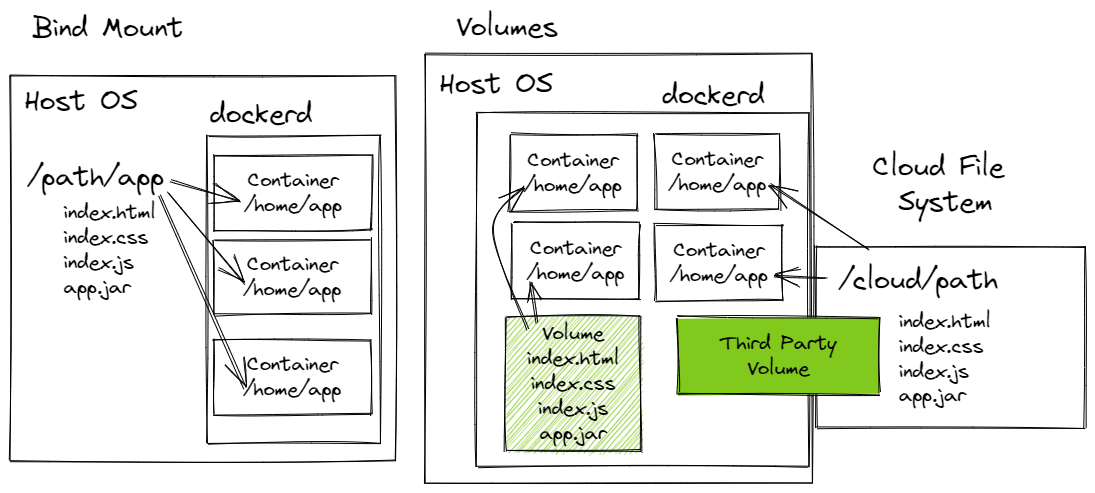 Bind Mount
Host OS
dockerd
/path/app
index.html
index.css
index.js
app.jar
Container
/home/app
Container
/home/app
Container
/home/app
Volumes
Host OS
dockerd
Container
/home/app
Container
/home/app
Container
/home/app
Container
/home/app
Volume
index.html
index.css
index.js
app.jar
Third Party
Volume
Cloud File
System
/cloud/path
index.html
index.css
index.js
app.jar